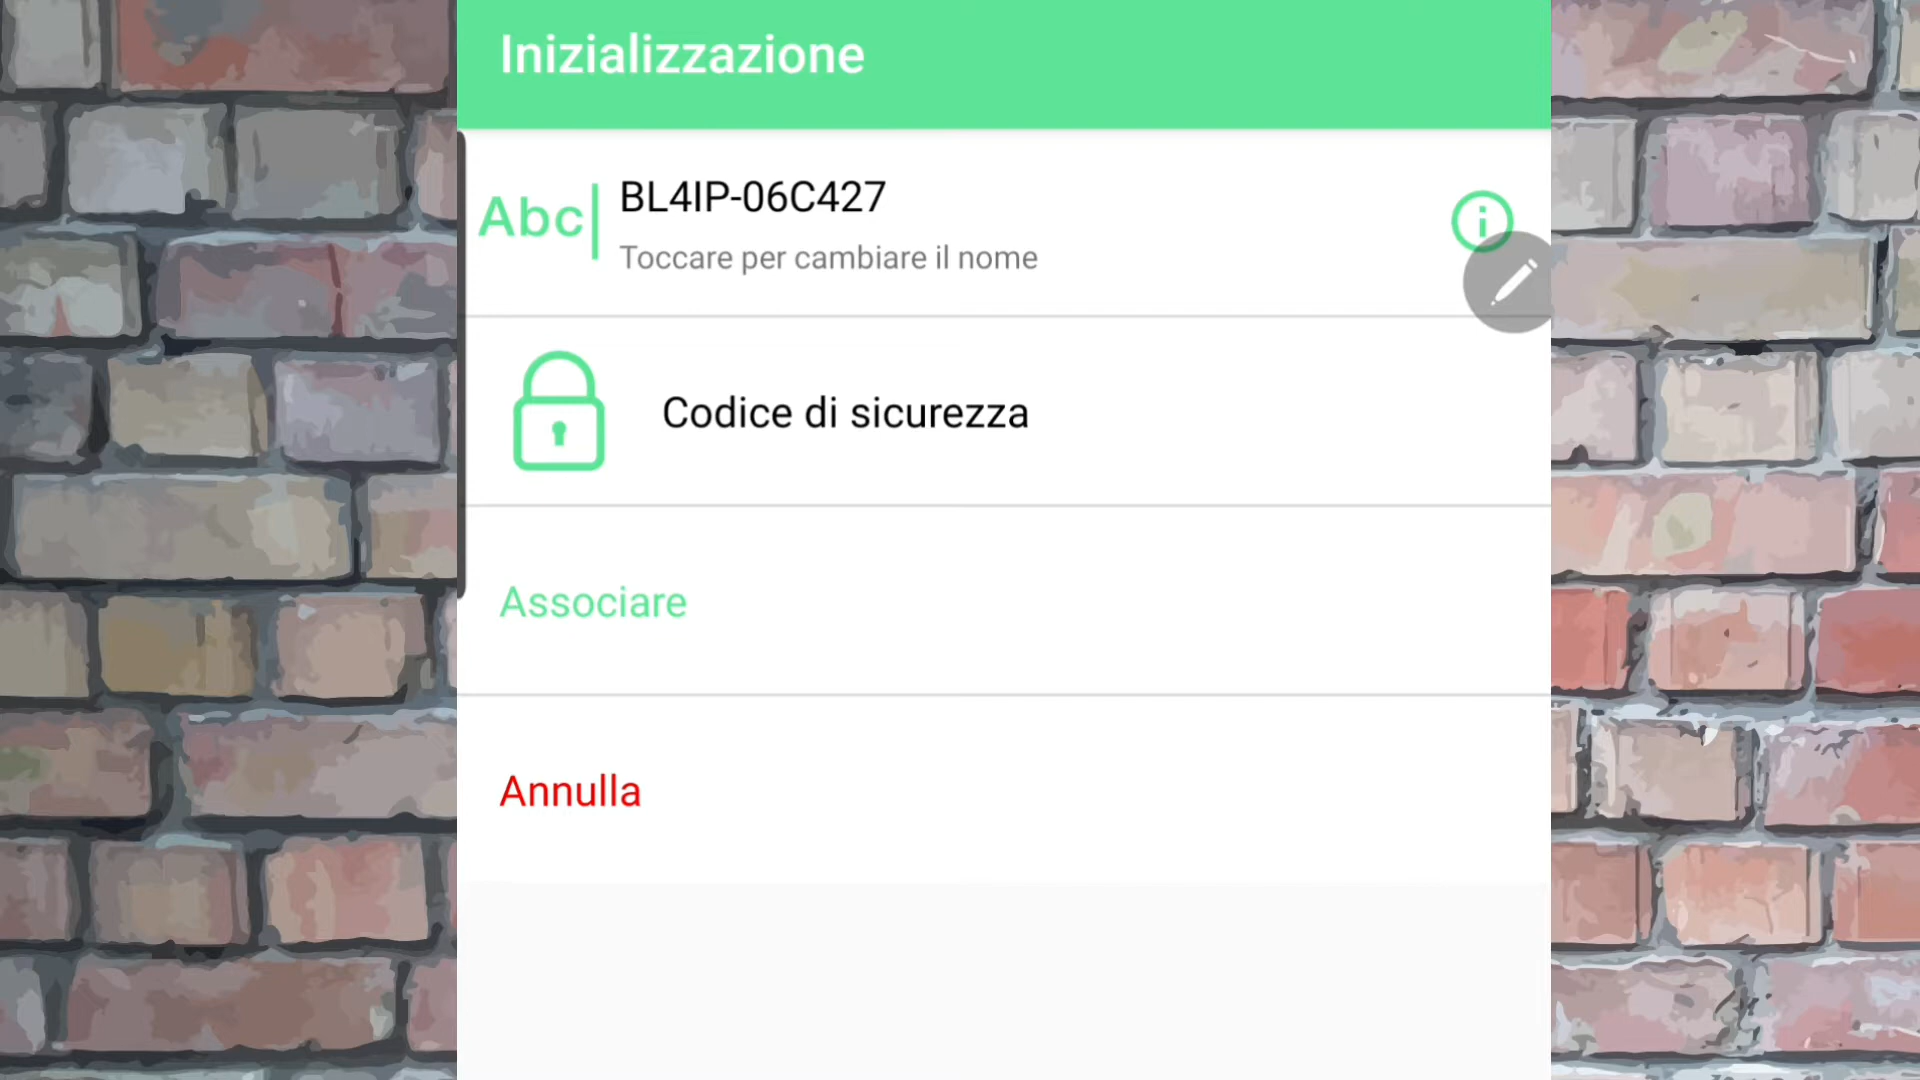 Inizializzazione
Abc
BL4IP-06C427
Toccare per cambiare il nome
Codice di sicurezza
Associare
Annulla